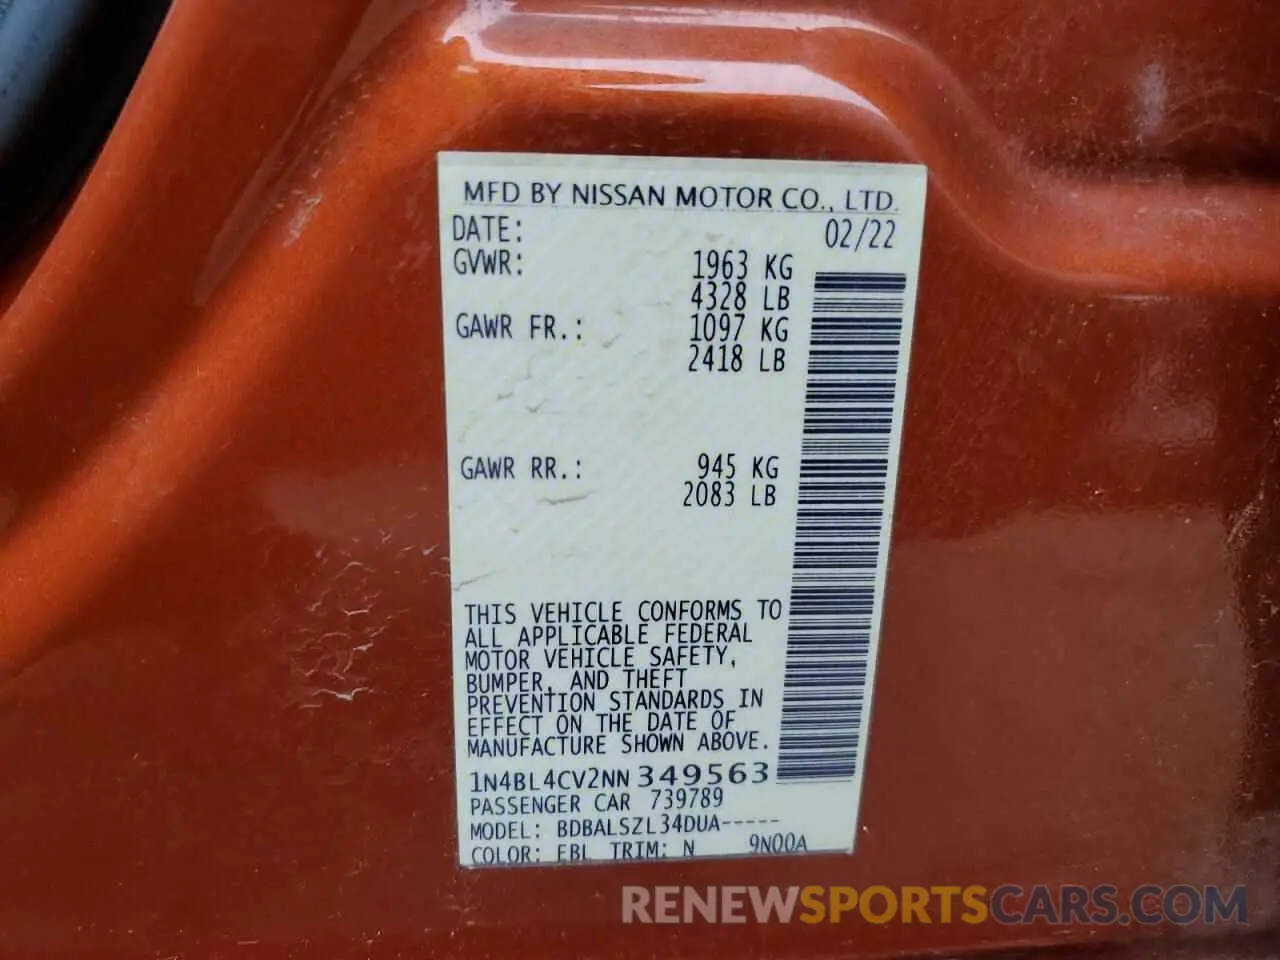 MFD BY NISSAN MOTOR CO., LTD.
DATE: 02/22
GVWR: 1963 KG
4328 LB
GAWR FR.: 1097 KG
2418 LB
GAWR RR.: 945 KG
2083 LB
THIS VEHICLE CONFORMS TO
ALL APPLICABLE FEDERAL
MOTOR VEHICLE SAFETY,
BUMPER, AND THEFT
PREVENTION STANDARDS IN
EFFECT ON THE DATE OF
MANUFACTURE SHOWN ABOVE.
1N4BL4CV2NN349563
PASSENGER CAR 739789
MODEL: BDBALSZL34DUA-----
COLOR: EBL TRIM: N 9N00A
RENEWSPORTSCARS.COM